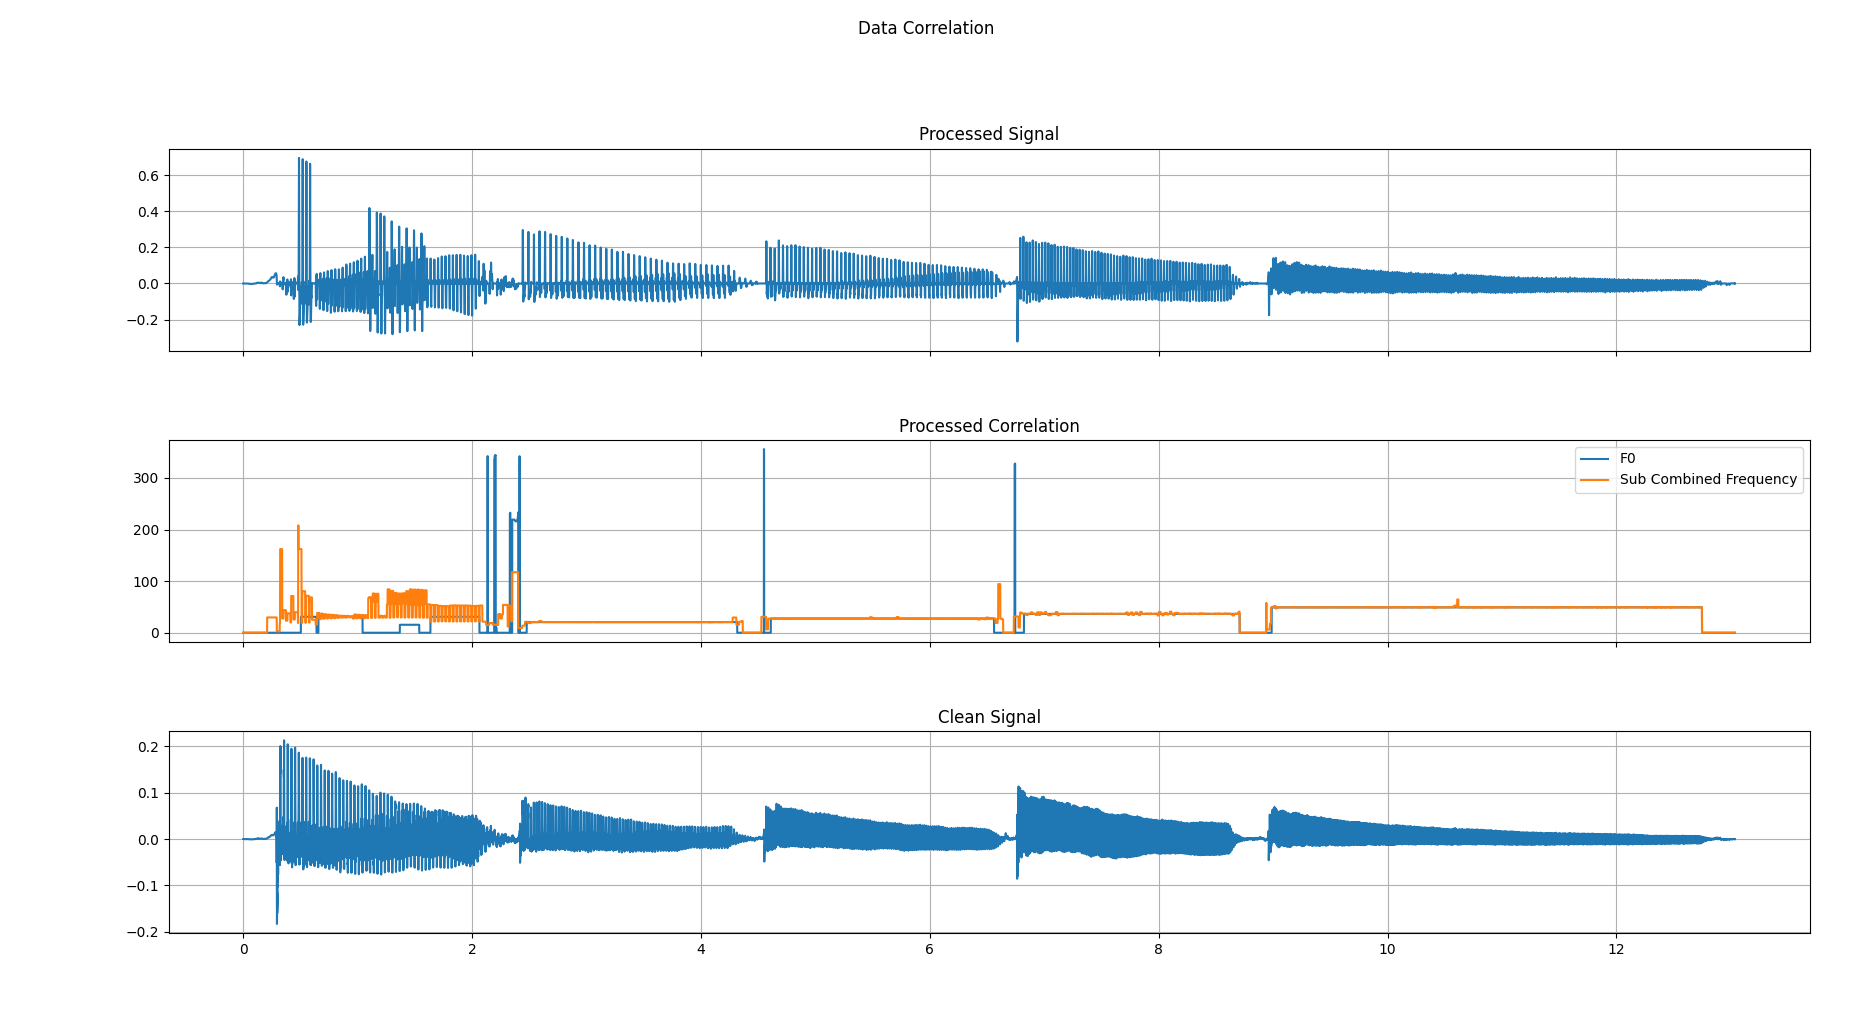 Data Correlation
Processed Signal
0.6
0.4
0.2
0.0
−0.2
Processed Correlation
300
200
100
0
F0
Sub Combined Frequency
Clean Signal
0.2
0.1
0.0
−0.1
−0.2
0 2 4 6 8 10 12